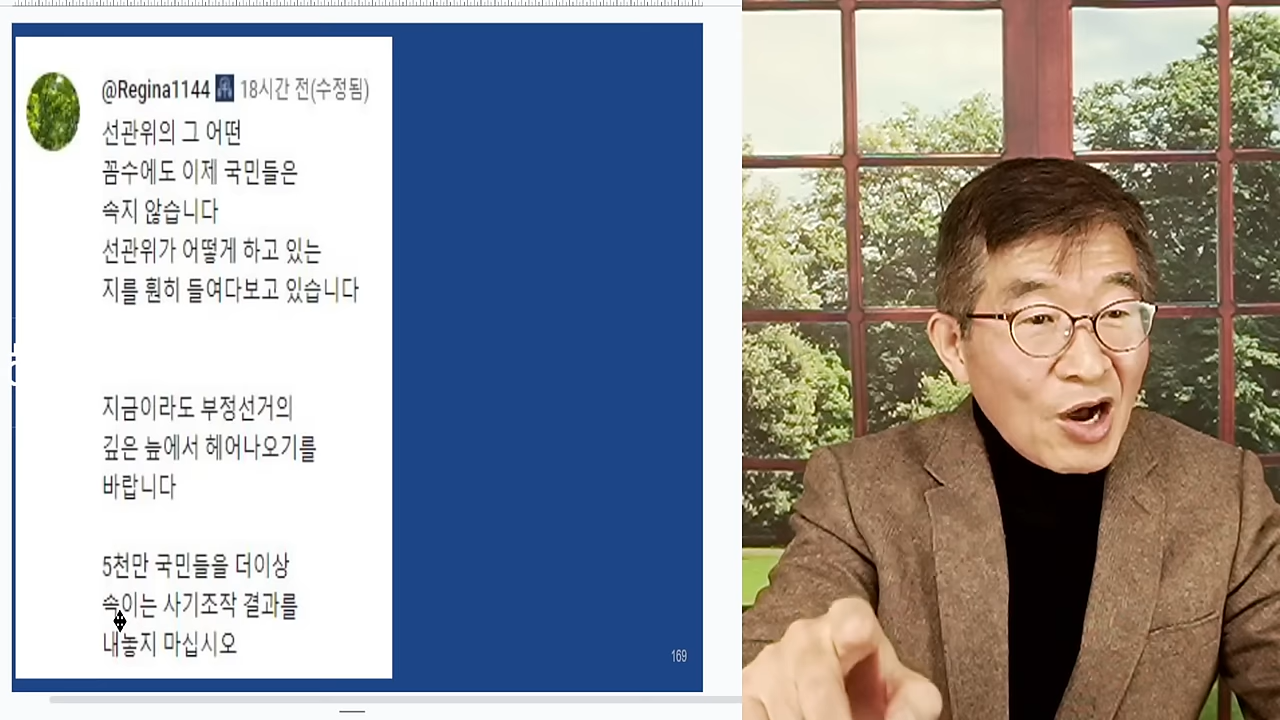 @Regina1144 18시간 전(수정됨)
선관위의 그 어떤
꼼수에도 이제 국민들은
속지 않습니다
선관위가 어떻게 하고 있는
지를 훤히 들여다보고 있습니다
지금이라도 부정선거의
깊은 늪에서 헤어나오기를
바랍니다
5천만 국민들을 더이상
속이는 사기조작 결과를
내놓지 마십시오
169